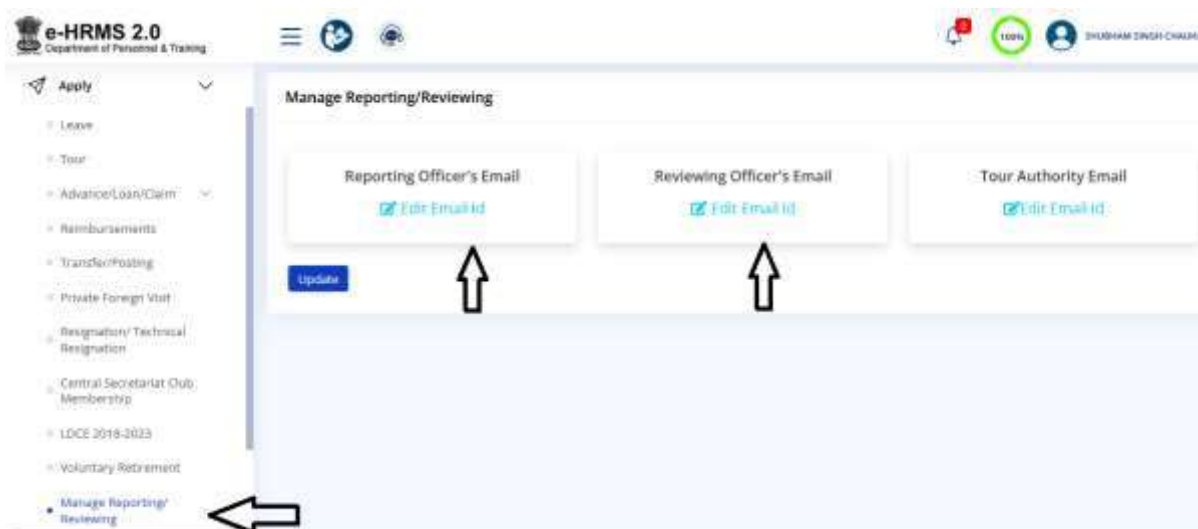 e-HRMS 2.0
Department of Personnel & Training
100%
SHUBHAM SINGH CHAUH
Apply
Leave
Tour
Advance/Loan/Claim
Reimbursements
Transfer/Posting
Private Foreign Visit
Resignation/ Technical
Resignation
Central Secretariat Club
Membership
LDCE 2018-2023
Voluntary Retirement
Manage Reporting/
Reviewing
Manage Reporting/Reviewing
Reporting Officer's Email
Edit Email Id
Reviewing Officer's Email
Edit Email Id
Tour Authority Email
Edit Email Id
Update